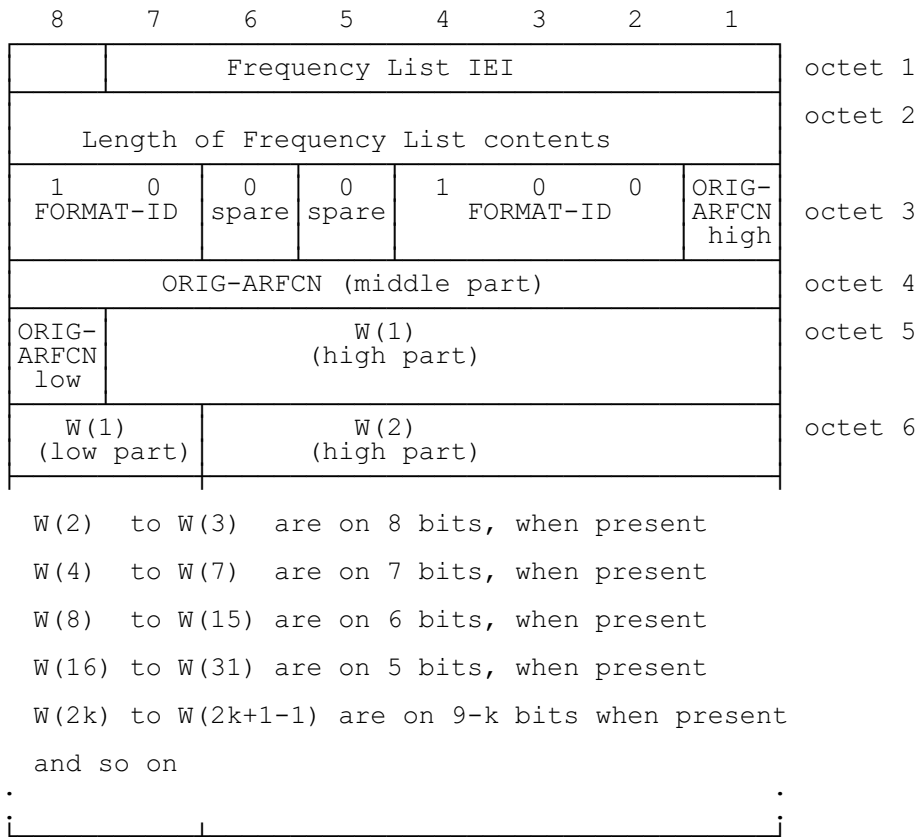 8 7 6 5 4 3 2 1
Frequency List IEI octet 1
octet 2
Length of Frequency List contents
1 0 0 0 1 0 0 ORIG-
FORMAT-ID spare spare FORMAT-ID ARFCN octet 3
high
ORIG-ARFCN (middle part) octet 4
ORIG- W(1) octet 5
ARFCN (high part)
low
W(1) W(2) octet 6
(low part) (high part)
W(2) to W(3) are on 8 bits, when present
W(4) to W(7) are on 7 bits, when present
W(8) to W(15) are on 6 bits, when present
W(16) to W(31) are on 5 bits, when present
W(2k) to W(2k+1-1) are on 9-k bits when present
and so on
. .
. .